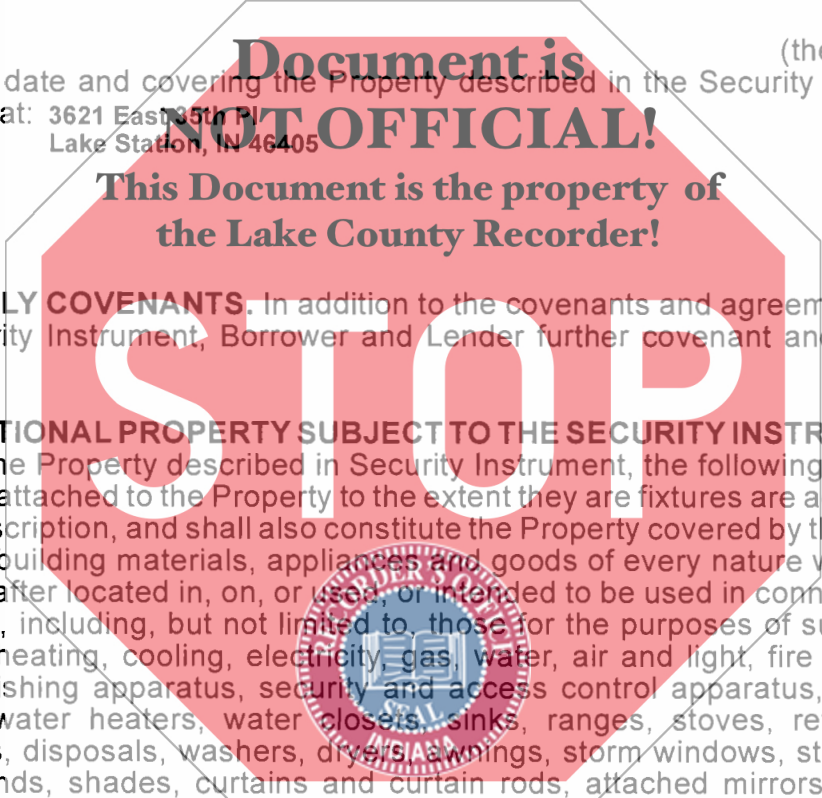 Document is
(the
date and covering the Property described in the Security
at: 3621 East 35th Pl
NOT OFFICIAL!
Lake Station, IN 46405
This Document is the property of
the Lake County Recorder!
LY COVENANTS. In addition to the covenants and agreem
ity Instrument, Borrower and Lender further covenant and
STOP
TIONAL PROPERTY SUBJECT TO THE SECURITY INSTR
he Property described in Security Instrument, the following
attached to the Property to the extent they are fixtures are a
scription, and shall also constitute the Property covered by th
building materials, appliances and goods of every nature w
after located in, on, or used, or intended to be used in conn
, including, but not limited to, those for the purposes of su
heating, cooling, electricity, gas, water, air and light, fire
shing apparatus, security and access control apparatus,
water heaters, water closets, sinks, ranges, stoves, re
, disposals, washers, dryers, awnings, storm windows, st
nds, shades, curtains and curtain rods, attached mirrors
RECORDER'S OFFICE
SEAL
INDIANA